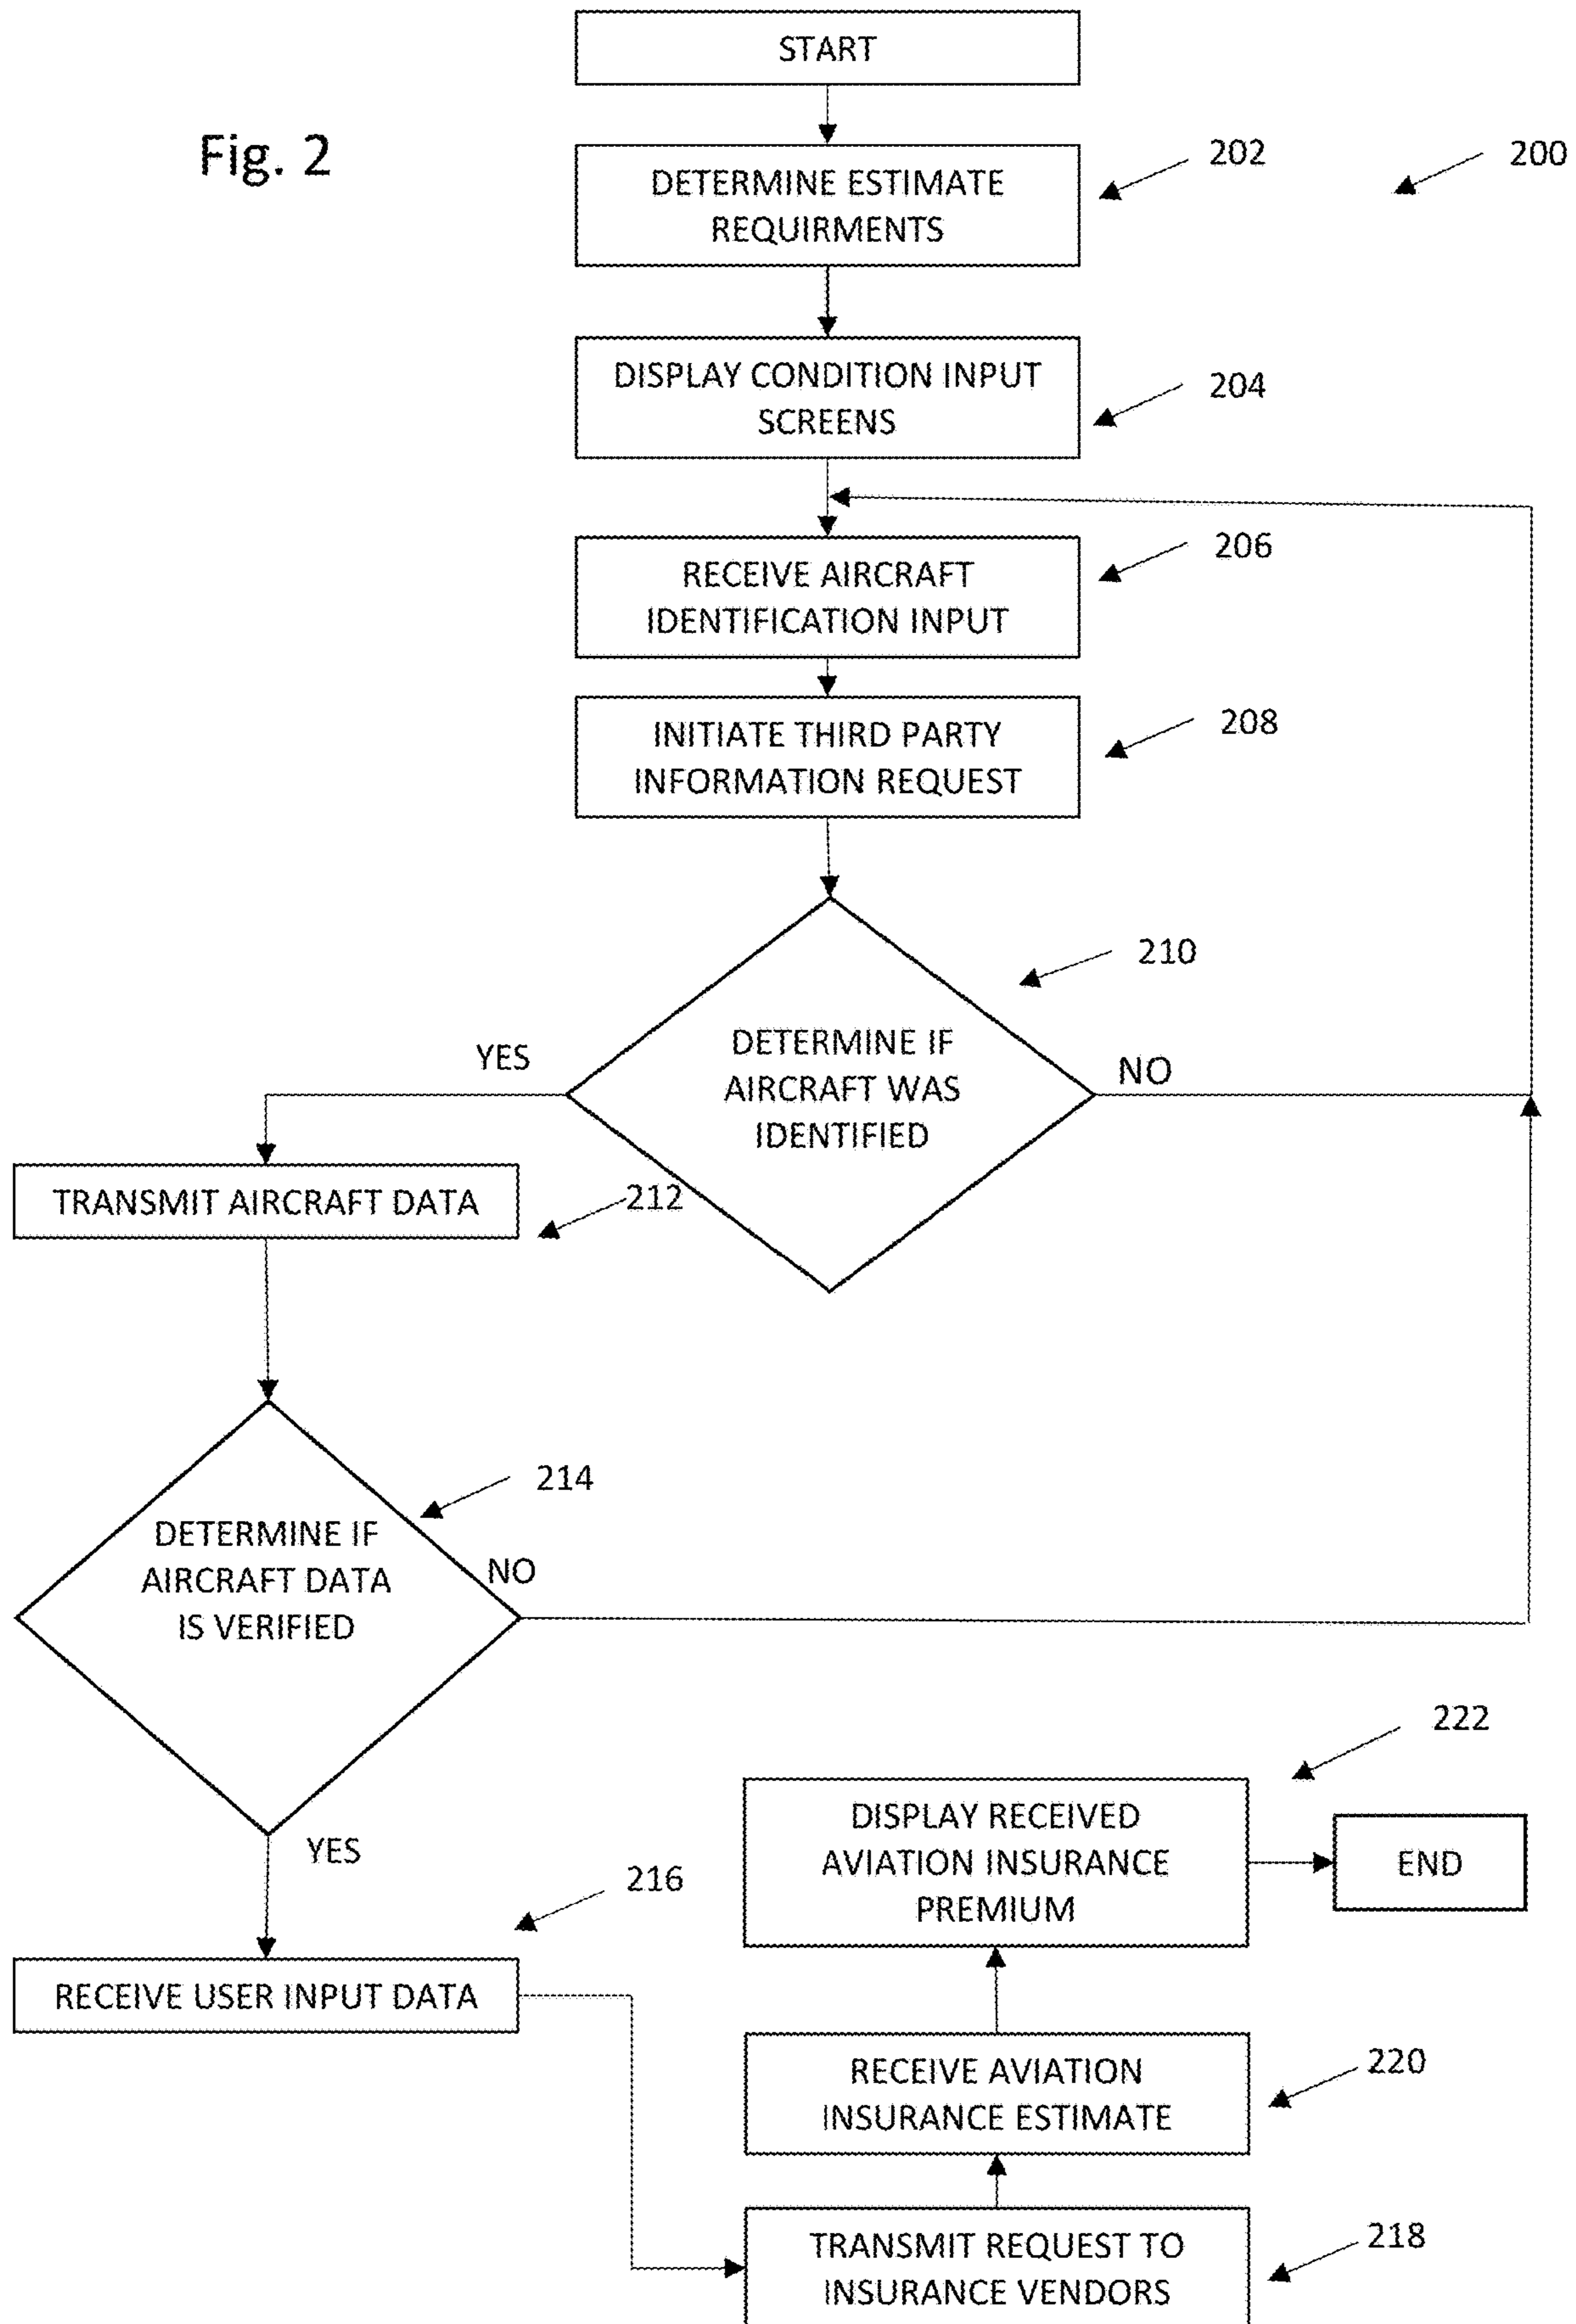 START
Fig. 2
202
200
DETERMINE ESTIMATE
REQUIRMENTS
DISPLAY CONDITION INPUT
SCREENS
204
206
RECEIVE AIRCRAFT
IDENTIFICATION INPUT
208
INITIATE THIRD PARTY
INFORMATION REQUEST
210
DETERMINE IF
AIRCRAFT WAS
IDENTIFIED
YES
NO
TRANSMIT AIRCRAFT DATA
212
214
DETERMINE IF
AIRCRAFT DATA
IS VERIFIED
NO
YES
216
RECEIVE USER INPUT DATA
222
DISPLAY RECEIVED
AVIATION INSURANCE
PREMIUM
END
RECEIVE AVIATION
INSURANCE ESTIMATE
220
TRANSMIT REQUEST TO
INSURANCE VENDORS
218